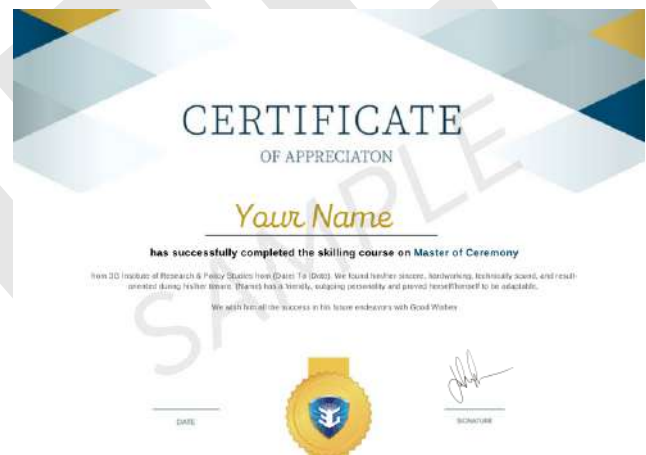 CERTIFICATE
OF APPRECIATON
Your Name
has successfully completed the skilling course on Master of Ceremony
from 3G Institute of Research & Policy Studies from (Date) To (Date). We found him/her sincere, hardworking, technically sound, and result-
oriented during his/her tenure. (Name) has a friendly, outgoing personality and proved herself/himself to be adaptable.
We wish him all the success in his future endeavors with Good Wishes
SAMPLE
DATE
SIGNATURE